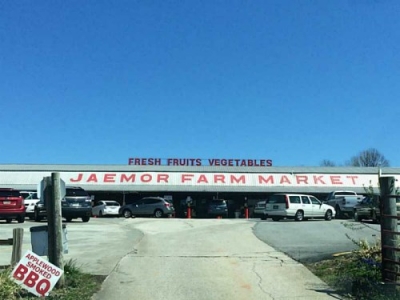 FRESH FRUITS VEGETABLES
JAEMOR FARM MARKET
APPLEWOOD
SMOKED
BBQ